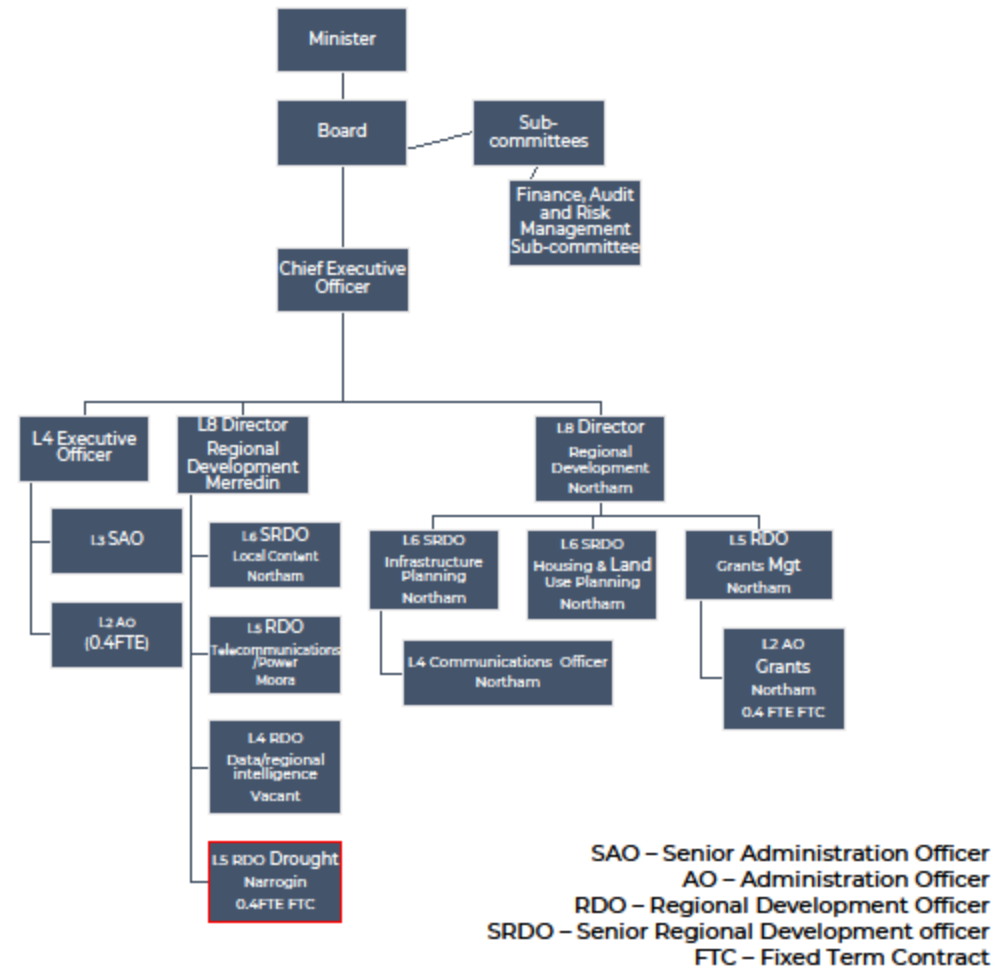 Minister
Board
Sub-
committees
Finance, Audit
and Risk
Management
Sub-committee
Chief Executive
Officer
L4 Executive
Officer
L3 SAO
L2 AO
(0.4FTE)
L8 Director
Regional
Development
Merredin
L6 SRDO
Local Content
Northam
L5 RDO
Telecommunications
/Power
Moora
L4 RDO
Data/regional
intelligence
Vacant
L5 RDO Drought
Narrogin
0.4FTE FTC
L8 Director
Regional
Development
Northam
L6 SRDO
Infrastructure
Planning
Northam
L4 Communications Officer
Northam
L6 SRDO
Housing & Land
Use Planning
Northam
L5 RDO
Grants Mgt
Northam
L2 AO
Grants
Northam
0.4 FTE FTC
SAO – Senior Administration Officer
AO – Administration Officer
RDO – Regional Development Officer
SRDO – Senior Regional Development officer
FTC – Fixed Term Contract